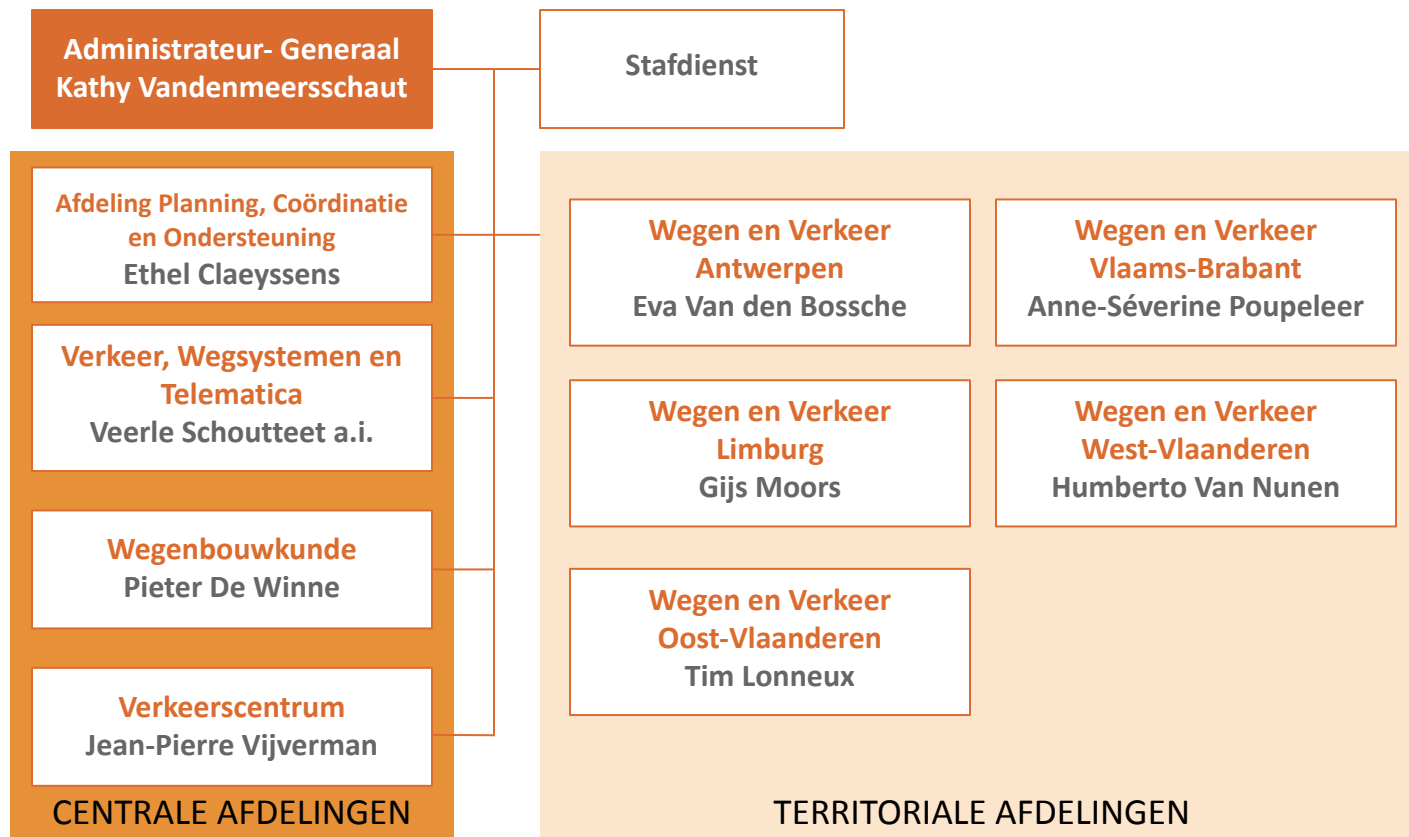 Administrateur- Generaal
Kathy Vandenmeersschaut
Stafdienst
Afdeling Planning, Coördinatie
en Ondersteuning
Ethel Claeyssens
Verkeer, Wegsystemen en
Telematica
Veerle Schoutteet a.i.
Wegenbouwkunde
Pieter De Winne
Verkeerscentrum
Jean-Pierre Vijverman
CENTRALE AFDELINGEN
Wegen en Verkeer
Antwerpen
Eva Van den Bossche
Wegen en Verkeer
Vlaams-Brabant
Anne-Séverine Poupeleer
Wegen en Verkeer
Limburg
Gijs Moors
Wegen en Verkeer
West-Vlaanderen
Humberto Van Nunen
Wegen en Verkeer
Oost-Vlaanderen
Tim Lonneux
TERRITORIALE AFDELINGEN